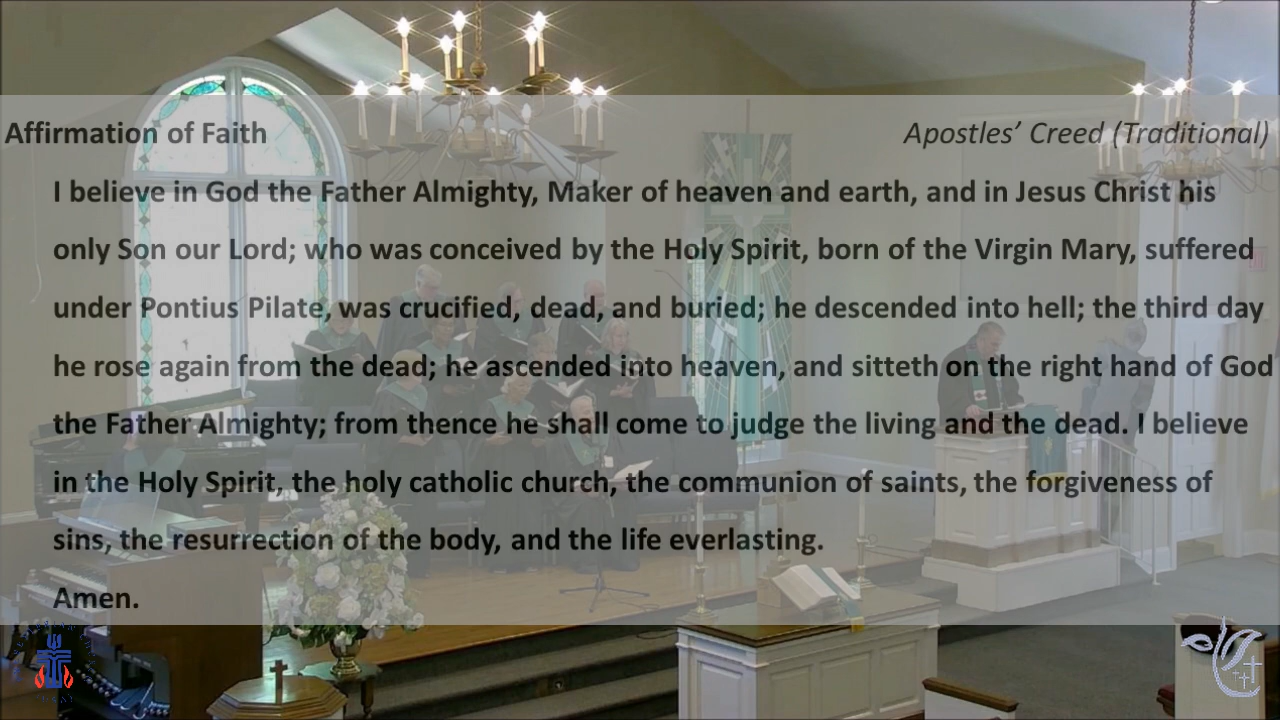 Affirmation of Faith Apostles’ Creed (Traditional)
I believe in God the Father Almighty, Maker of heaven and earth, and in Jesus Christ his
only Son our Lord; who was conceived by the Holy Spirit, born of the Virgin Mary, suffered
under Pontius Pilate, was crucified, dead, and buried; he descended into hell; the third day
he rose again from the dead; he ascended into heaven, and sitteth on the right hand of God
the Father Almighty; from thence he shall come to judge the living and the dead. I believe
in the Holy Spirit, the holy catholic church, the communion of saints, the forgiveness of
sins, the resurrection of the body, and the life everlasting.
Amen.